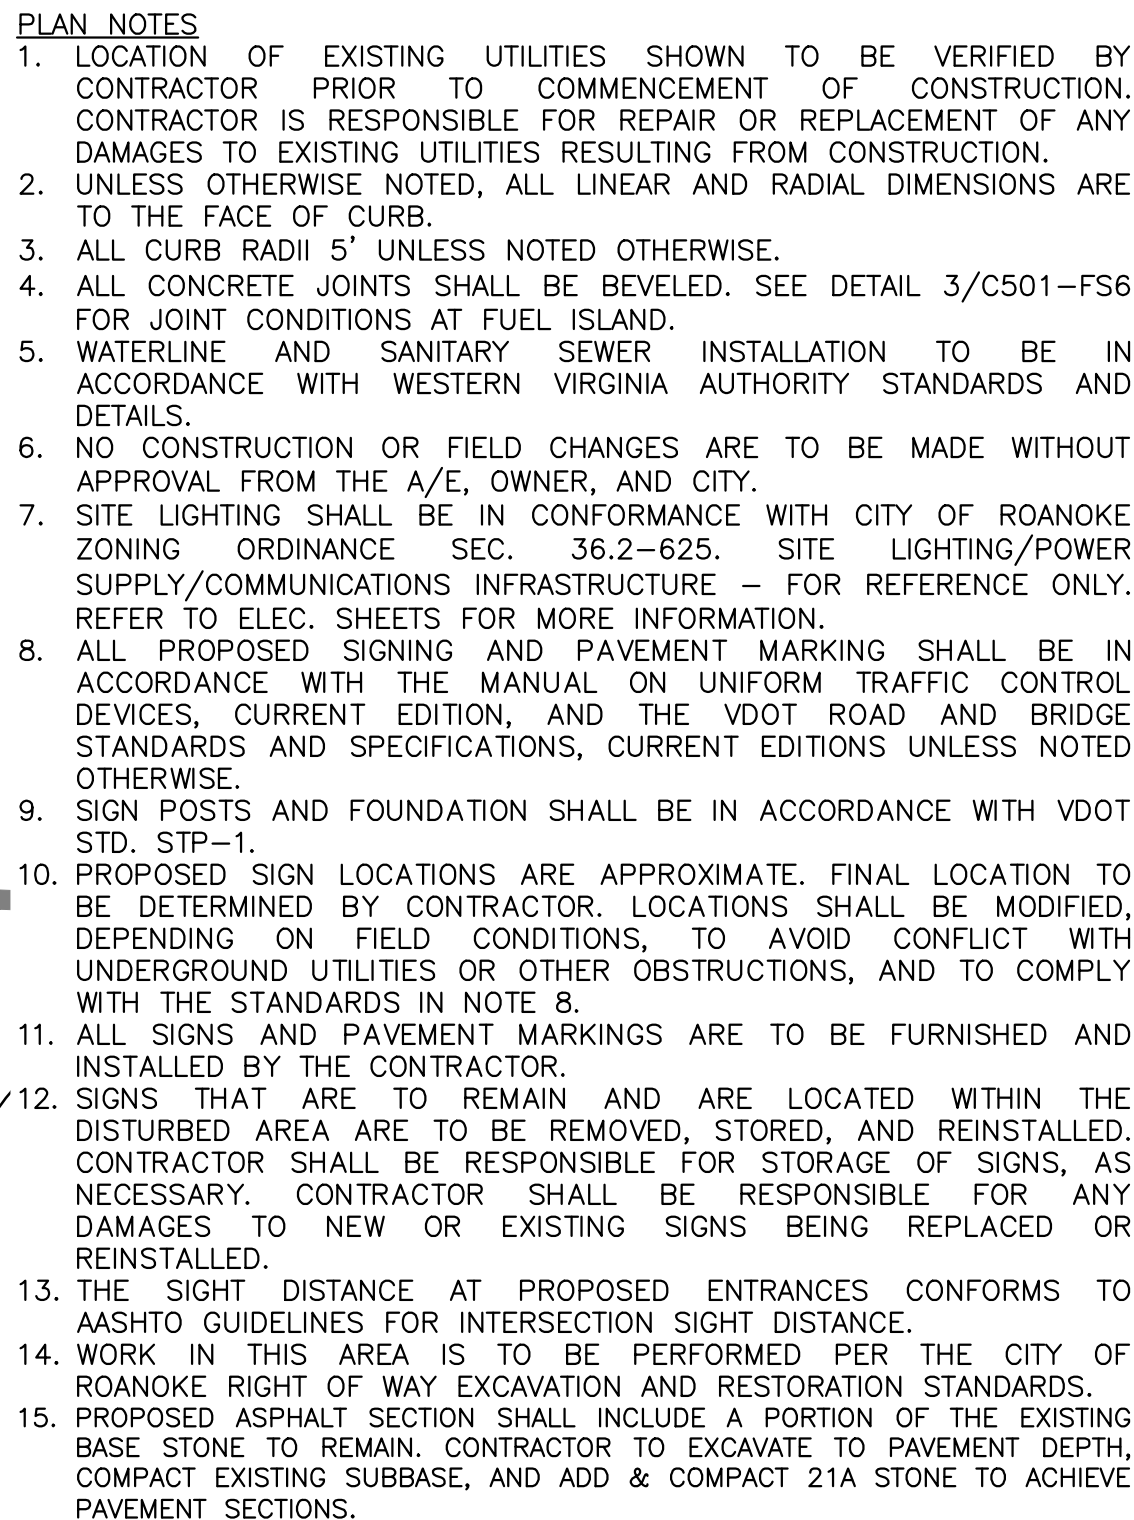 PLAN NOTES
1. LOCATION OF EXISTING UTILITIES SHOWN TO BE VERIFIED BY
CONTRACTOR PRIOR TO COMMENCEMENT OF CONSTRUCTION.
CONTRACTOR IS RESPONSIBLE FOR REPAIR OR REPLACEMENT OF ANY
DAMAGES TO EXISTING UTILITIES RESULTING FROM CONSTRUCTION.
2. UNLESS OTHERWISE NOTED, ALL LINEAR AND RADIAL DIMENSIONS ARE
TO THE FACE OF CURB.
3. ALL CURB RADII 5' UNLESS NOTED OTHERWISE.
4. ALL CONCRETE JOINTS SHALL BE BEVELED. SEE DETAIL 3/C501-FS6
FOR JOINT CONDITIONS AT FUEL ISLAND.
5. WATERLINE AND SANITARY SEWER INSTALLATION TO BE IN
ACCORDANCE WITH WESTERN VIRGINIA AUTHORITY STANDARDS AND
DETAILS.
6. NO CONSTRUCTION OR FIELD CHANGES ARE TO BE MADE WITHOUT
APPROVAL FROM THE A/E, OWNER, AND CITY.
7. SITE LIGHTING SHALL BE IN CONFORMANCE WITH CITY OF ROANOKE
ZONING ORDINANCE SEC. 36.2-625. SITE LIGHTING/POWER
SUPPLY/COMMUNICATIONS INFRASTRUCTURE - FOR REFERENCE ONLY.
REFER TO ELEC. SHEETS FOR MORE INFORMATION.
8. ALL PROPOSED SIGNING AND PAVEMENT MARKING SHALL BE IN
ACCORDANCE WITH THE MANUAL ON UNIFORM TRAFFIC CONTROL
DEVICES, CURRENT EDITION, AND THE VDOT ROAD AND BRIDGE
STANDARDS AND SPECIFICATIONS, CURRENT EDITIONS UNLESS NOTED
OTHERWISE.
9. SIGN POSTS AND FOUNDATION SHALL BE IN ACCORDANCE WITH VDOT
STD. STP-1.
10. PROPOSED SIGN LOCATIONS ARE APPROXIMATE. FINAL LOCATION TO
BE DETERMINED BY CONTRACTOR. LOCATIONS SHALL BE MODIFIED,
DEPENDING ON FIELD CONDITIONS, TO AVOID CONFLICT WITH
UNDERGROUND UTILITIES OR OTHER OBSTRUCTIONS, AND TO COMPLY
WITH THE STANDARDS IN NOTE 8.
11. ALL SIGNS AND PAVEMENT MARKINGS ARE TO BE FURNISHED AND
INSTALLED BY THE CONTRACTOR.
12. SIGNS THAT ARE TO REMAIN AND ARE LOCATED WITHIN THE
DISTURBED AREA ARE TO BE REMOVED, STORED, AND REINSTALLED.
CONTRACTOR SHALL BE RESPONSIBLE FOR STORAGE OF SIGNS, AS
NECESSARY. CONTRACTOR SHALL BE RESPONSIBLE FOR ANY
DAMAGES TO NEW OR EXISTING SIGNS BEING REPLACED OR
REINSTALLED.
13. THE SIGHT DISTANCE AT PROPOSED ENTRANCES CONFORMS TO
AASHTO GUIDELINES FOR INTERSECTION SIGHT DISTANCE.
14. WORK IN THIS AREA IS TO BE PERFORMED PER THE CITY OF
ROANOKE RIGHT OF WAY EXCAVATION AND RESTORATION STANDARDS.
15. PROPOSED ASPHALT SECTION SHALL INCLUDE A PORTION OF THE EXISTING
BASE STONE TO REMAIN. CONTRACTOR TO EXCAVATE TO PAVEMENT DEPTH,
COMPACT EXISTING SUBBASE, AND ADD & COMPACT 21A STONE TO ACHIEVE
PAVEMENT SECTIONS.